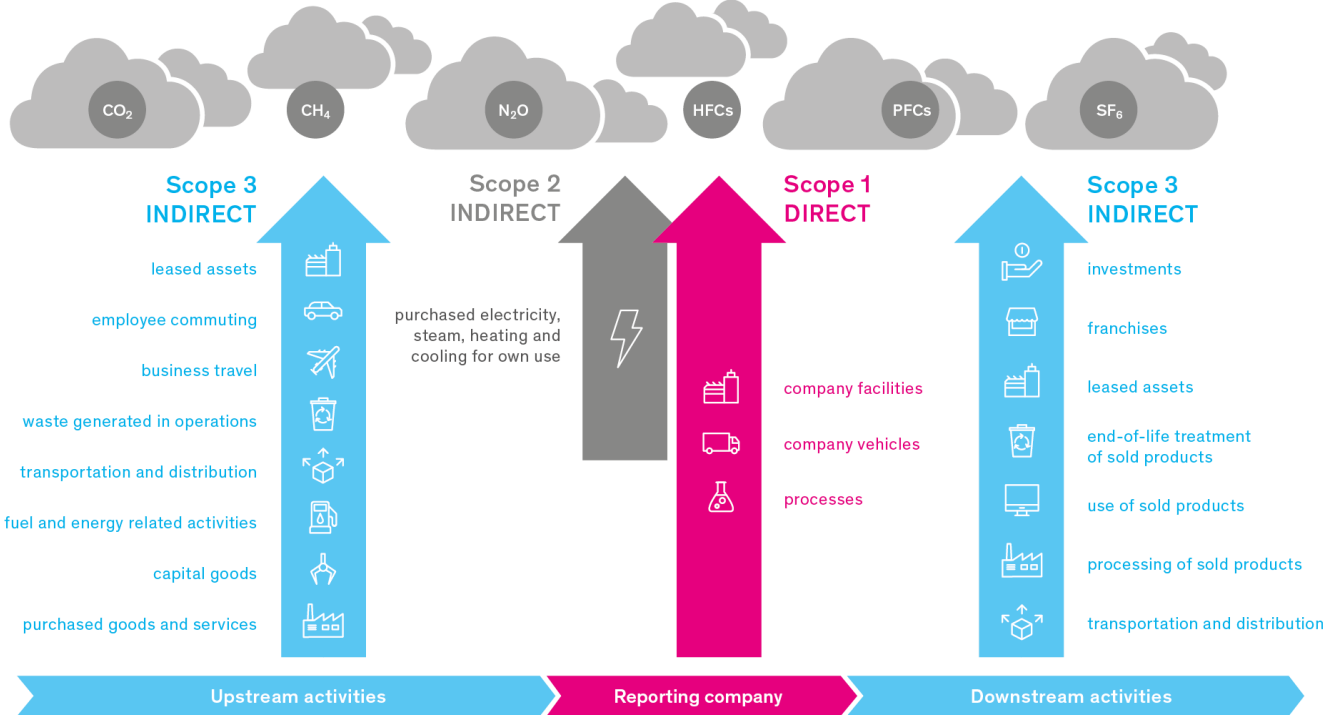 CO₂
CH₄
N₂O
HFCs
PFCs
SF₆
Scope 3
INDIRECT
leased assets
employee commuting
business travel
waste generated in operations
transportation and distribution
fuel and energy related activities
capital goods
purchased goods and services
Scope 2
INDIRECT
purchased electricity,
steam, heating and
cooling for own use
Scope 1
DIRECT
company facilities
company vehicles
processes
Scope 3
INDIRECT
investments
franchises
leased assets
end-of-life treatment
of sold products
use of sold products
processing of sold products
transportation and distribution
Upstream activities
Reporting company
Downstream activities